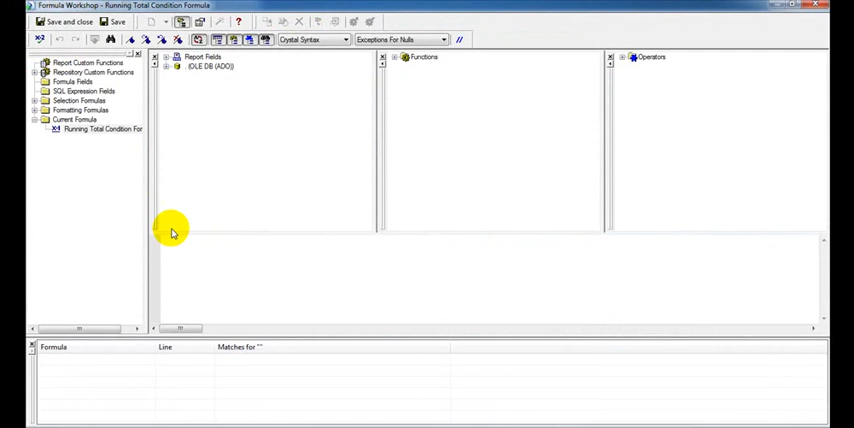 Formula Workshop - Running Total Condition Formula
Save and close Save
Crystal Syntax Exceptions For Nulls //
Report Custom Functions
Repository Custom Functions
Formula Fields
SQL Expression Fields
Selection Formulas
Formatting Formulas
Current Formula
Running Total Condition For
Report Fields
. (OLE DB (ADO))
Functions
Operators
Formula Line Matches for ""